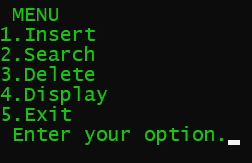 MENU
1.Insert
2.Search
3.Delete
4.Display
5.Exit
Enter your option.